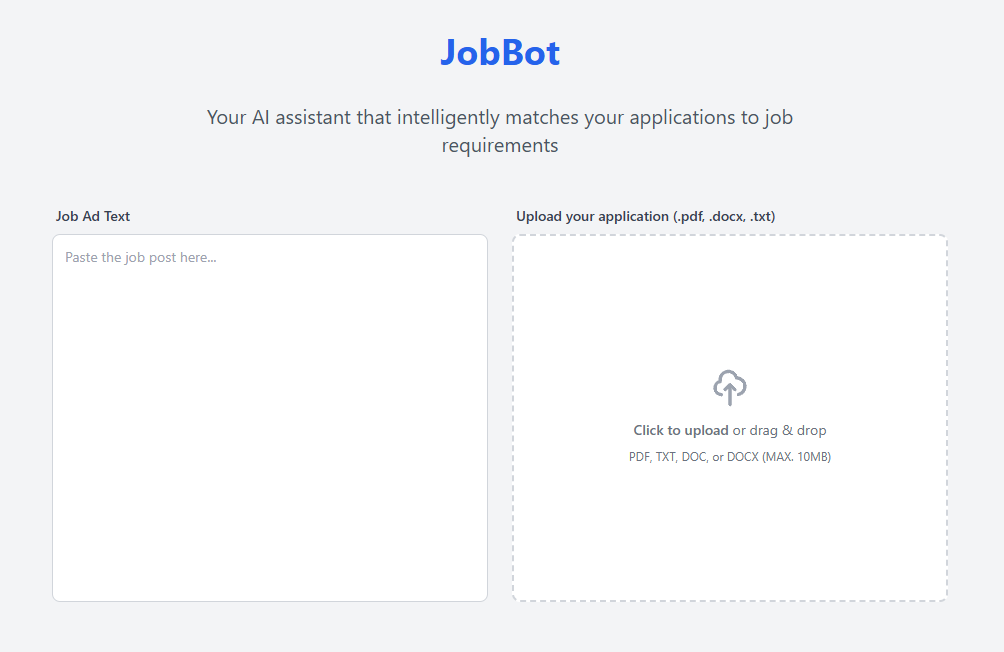 JobBot
Your AI assistant that intelligently matches your applications to job
requirements
Job Ad Text
Paste the job post here...
Upload your application (.pdf, .docx, .txt)
Click to upload or drag & drop
PDF, TXT, DOC, or DOCX (MAX. 10MB)